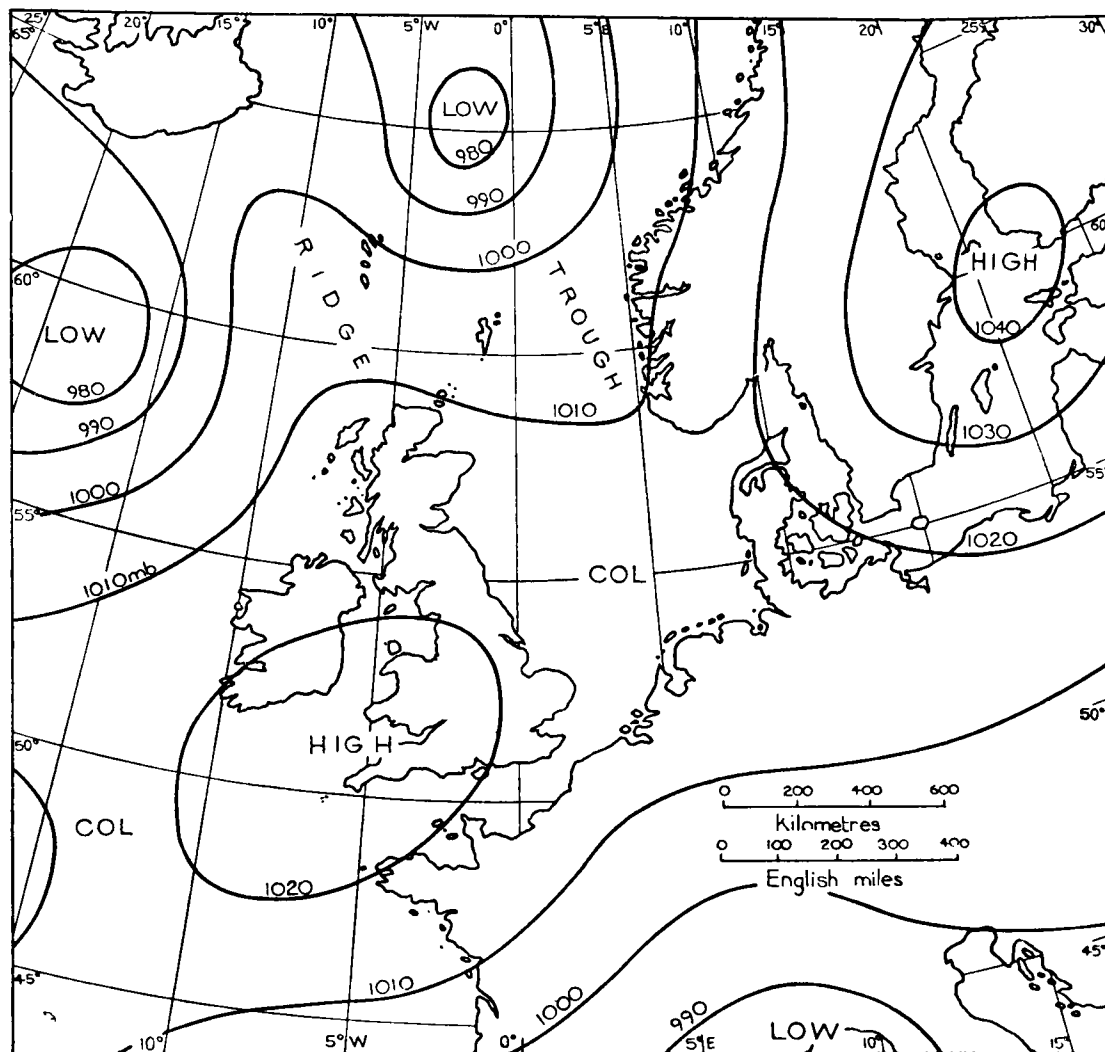 25° 20° 15° 10° 5°W 0° 5°E 10° 15° 20° 25° 30°
65°
LOW
980
990
1000
RIDGE
TROUGH
HIGH
1040
60°
60°
LOW
980
990
1000
1010
1030
55°
55°
1010mb
COL
1020
HIGH
50°
50°
COL
0 200 400 600
Kilometres
0 100 200 300 400
English miles
1020
45°
45°
1010
1000
990
LOW
10° 5°W 0° 5°E 10° 15°